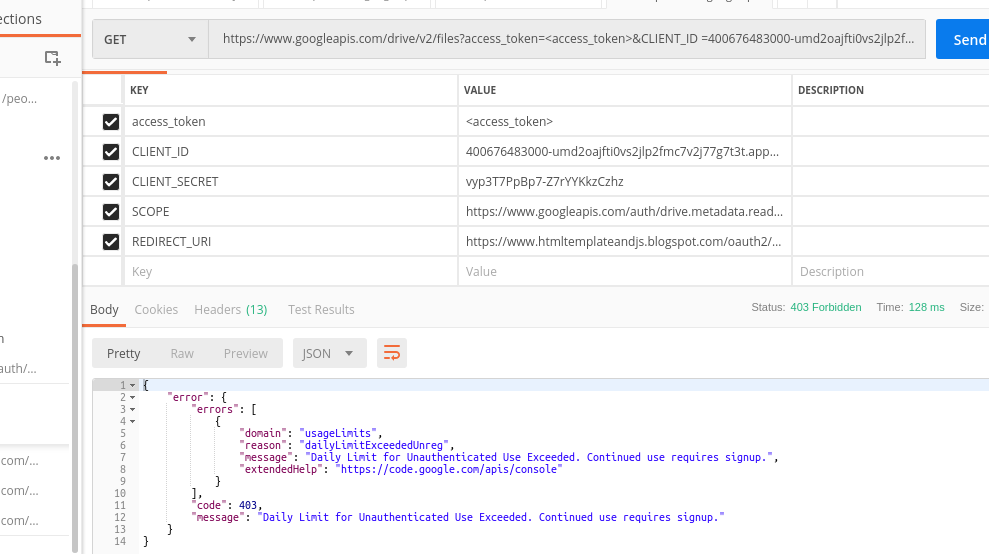 ections
GET
https://www.googleapis.com/drive/v2/files?access_token=<access_token>&CLIENT_ID =400676483000-umd2oajfti0vs2jlp2f...
Send
/peo...
KEY VALUE DESCRIPTION
access_token <access_token>
CLIENT_ID 400676483000-umd2oajfti0vs2jlp2fmc7v2j77g7t3t.app...
CLIENT_SECRET vyp3T7PpBp7-Z7rYYKkzCzhz
SCOPE https://www.googleapis.com/auth/drive.metadata.read...
REDIRECT_URI https://www.htmltemplateandjs.blogspot.com/oauth2/...
Key Value Description
Body Cookies Headers (13) Test Results Status: 403 Forbidden Time: 128 ms Size:
n
auth/...
Pretty Raw Preview JSON
com/...
com/...
com/...
1 {
2 "error": {
3 "errors": [
4 {
5 "domain": "usageLimits",
6 "reason": "dailyLimitExceededUnreg",
7 "message": "Daily Limit for Unauthenticated Use Exceeded. Continued use requires signup.",
8 "extendedHelp": "https://code.google.com/apis/console"
9 }
10 ],
11 "code": 403,
12 "message": "Daily Limit for Unauthenticated Use Exceeded. Continued use requires signup."
13 }
14 }